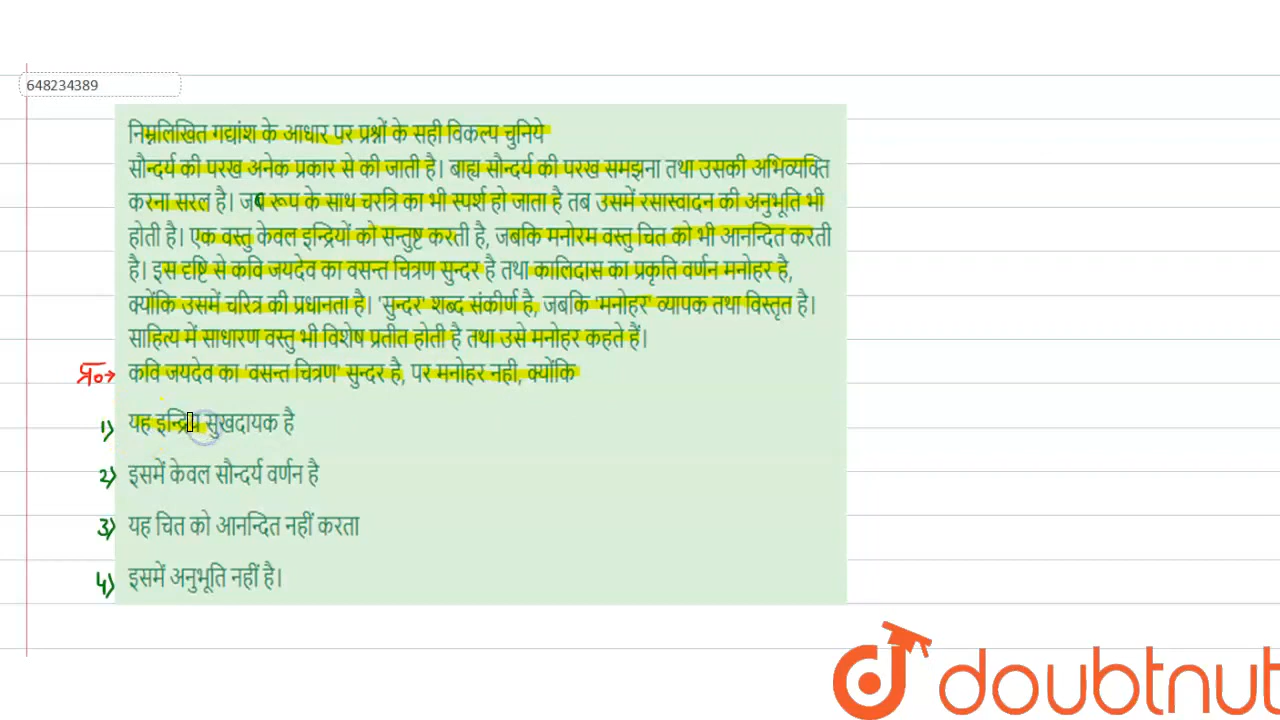 648234389
निम्नलिखित गद्यांश के आधार पर प्रश्नों के सही विकल्प चुनिये
सौन्दर्य की परख अनेक प्रकार से की जाती है। बाह्य सौन्दर्य की परख समझना तथा उसकी अभिव्यक्ति
करना सरल है। जब रूप के साथ चरत्रि का भी स्पर्श हो जाता है तब उसमें रसास्वादन की अनुभूति भी
होती है। एक वस्तु केवल इन्द्रियों को सन्तुष्ट करती है, जबकि मनोरम वस्तु चित को भी आनन्दित करती
है। इस दृष्टि से कवि जयदेव का वसन्त चित्रण सुन्दर है तथा कालिदास का प्रकृति वर्णन मनोहर है,
क्योंकि उसमें चरित्र की प्रधानता है। 'सुन्दर' शब्द संकीर्ण है, जबकि 'मनोहर' व्यापक तथा विस्तृत है।
साहित्य में साधारण वस्तु भी विशेष प्रतीत होती है तथा उसे मनोहर कहते हैं।
प्र०→ कवि जयदेव का 'वसन्त चित्रण' सुन्दर है, पर मनोहर नही, क्योंकि
1) यह इन्द्रिय सुखदायक है
2) इसमें केवल सौन्दर्य वर्णन है
3) यह चित को आनन्दित नहीं करता
4) इसमें अनुभूति नहीं है।
doubtnut